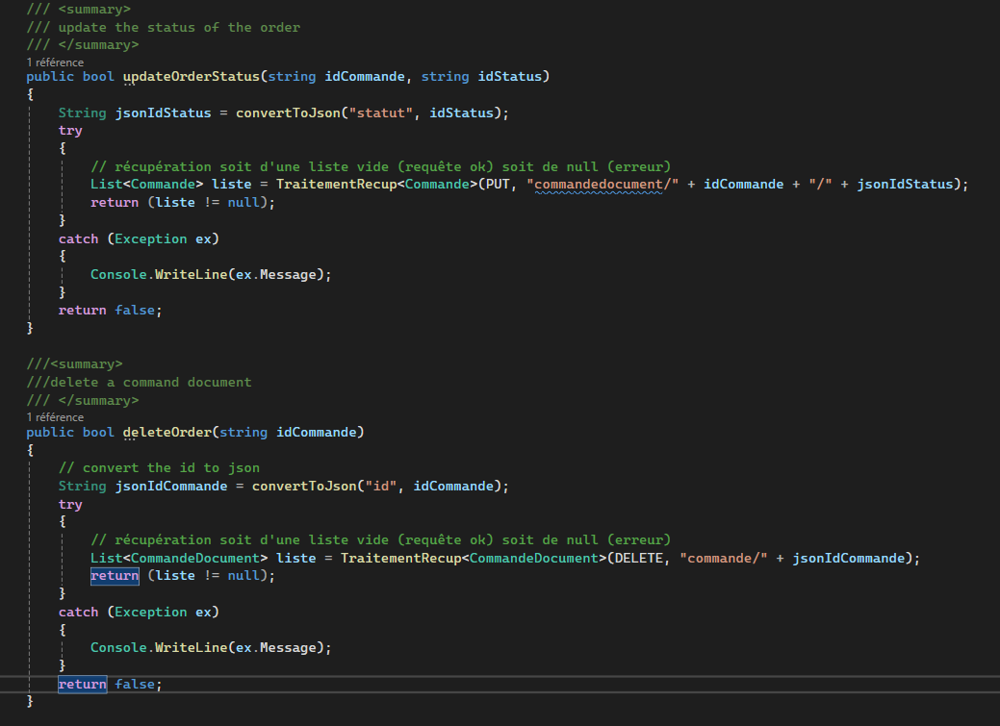 /// <summary>
/// update the status of the order
/// </summary>
1 référence
public bool updateOrderStatus(string idCommande, string idStatus)
{
    String jsonIdStatus = convertToJson("statut", idStatus);
    try
    {
        // récupération soit d'une liste vide (requête ok) soit de null (erreur)
        List<Commande> liste = TraitementRecup<Commande>(PUT, "commandedocument/" + idCommande + "/" + jsonIdStatus);
        return (liste != null);
    }
    catch (Exception ex)
    {
        Console.WriteLine(ex.Message);
    }
    return false;
}

///<summary>
///delete a command document
/// </summary>
1 référence
public bool deleteOrder(string idCommande)
{
    // convert the id to json
    String jsonIdCommande = convertToJson("id", idCommande);
    try
    {
        // récupération soit d'une liste vide (requête ok) soit de null (erreur)
        List<CommandeDocument> liste = TraitementRecup<CommandeDocument>(DELETE, "commande/" + jsonIdCommande);
        return (liste != null);
    }
    catch (Exception ex)
    {
        Console.WriteLine(ex.Message);
    }
    return false;
}